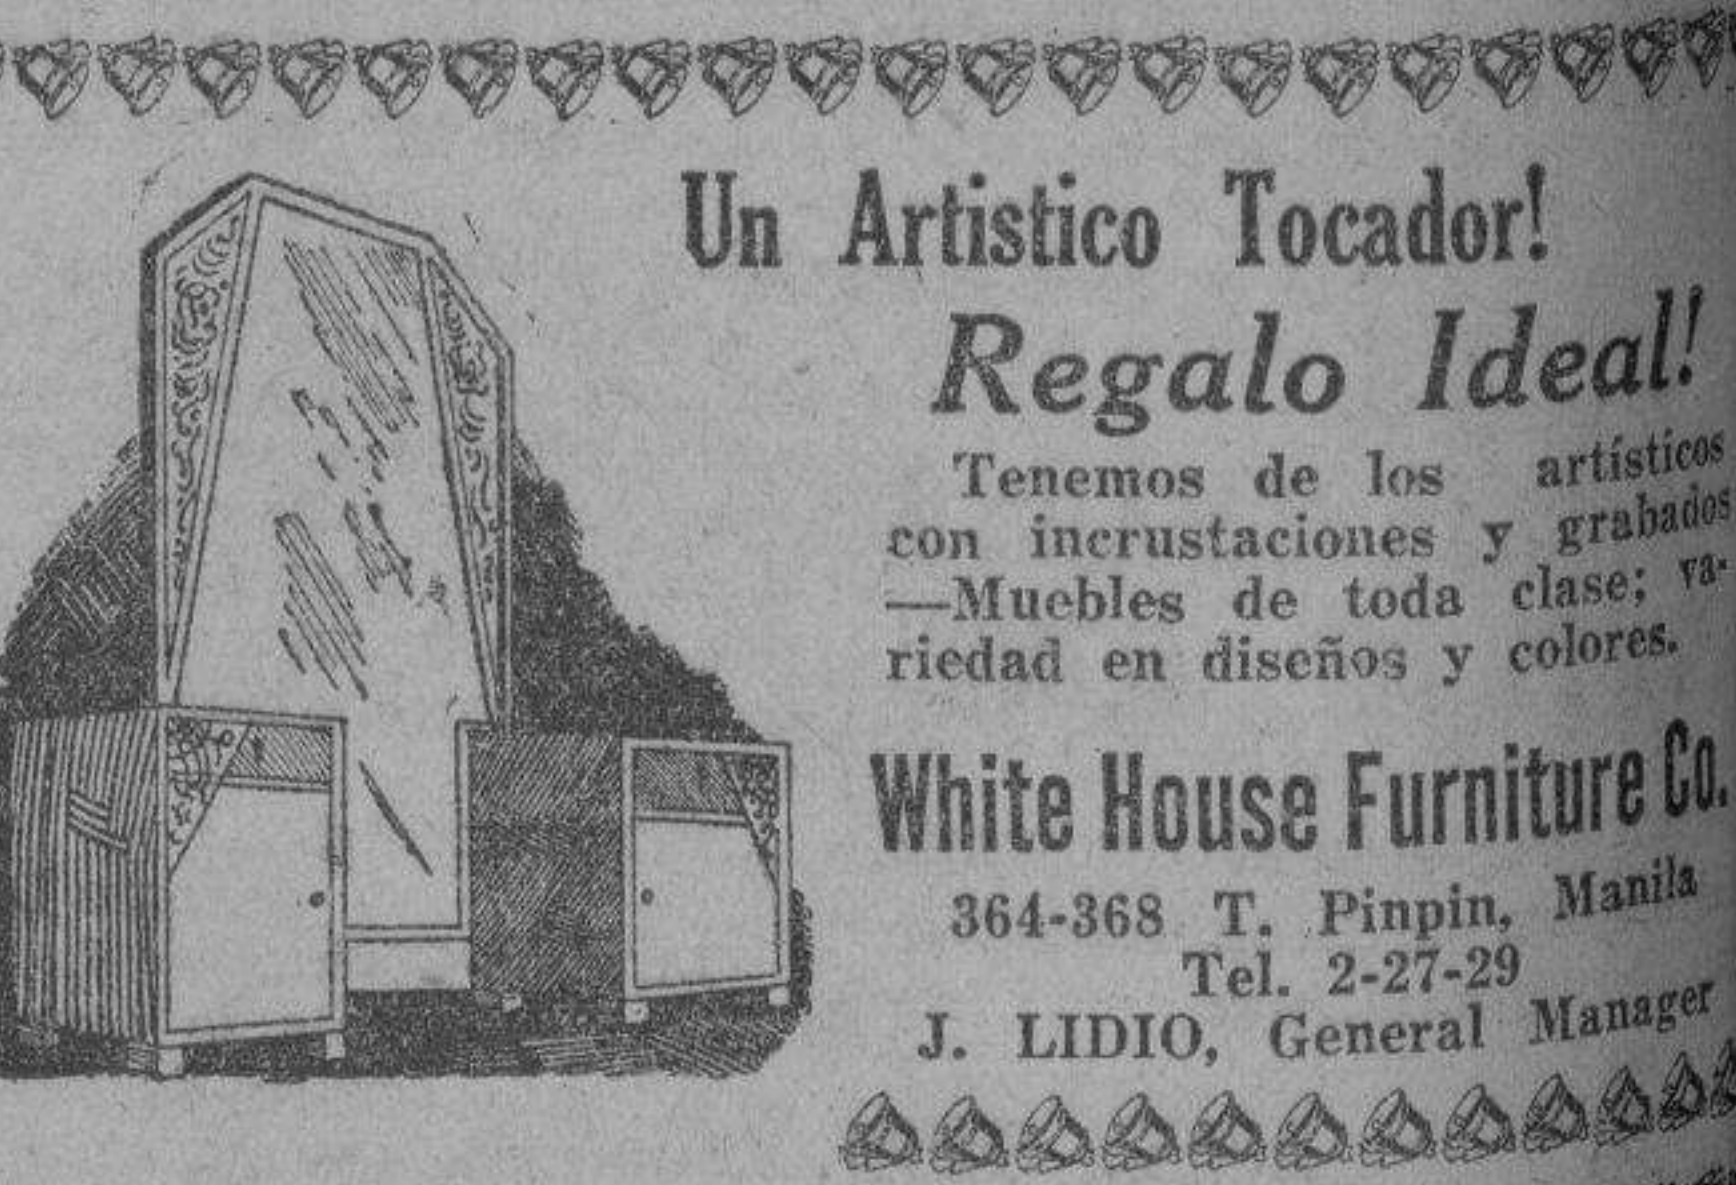 Un Artistico Tocador!
Regalo Ideal!
Tenemos de los artísticos
con incrustaciones y grabados
—Muebles de toda clase; va-
riedad en diseños y colores.
White House Furniture Co.
364-368 T. Pinpin, Manila
Tel. 2-27-29
J. LIDIO, General Manager